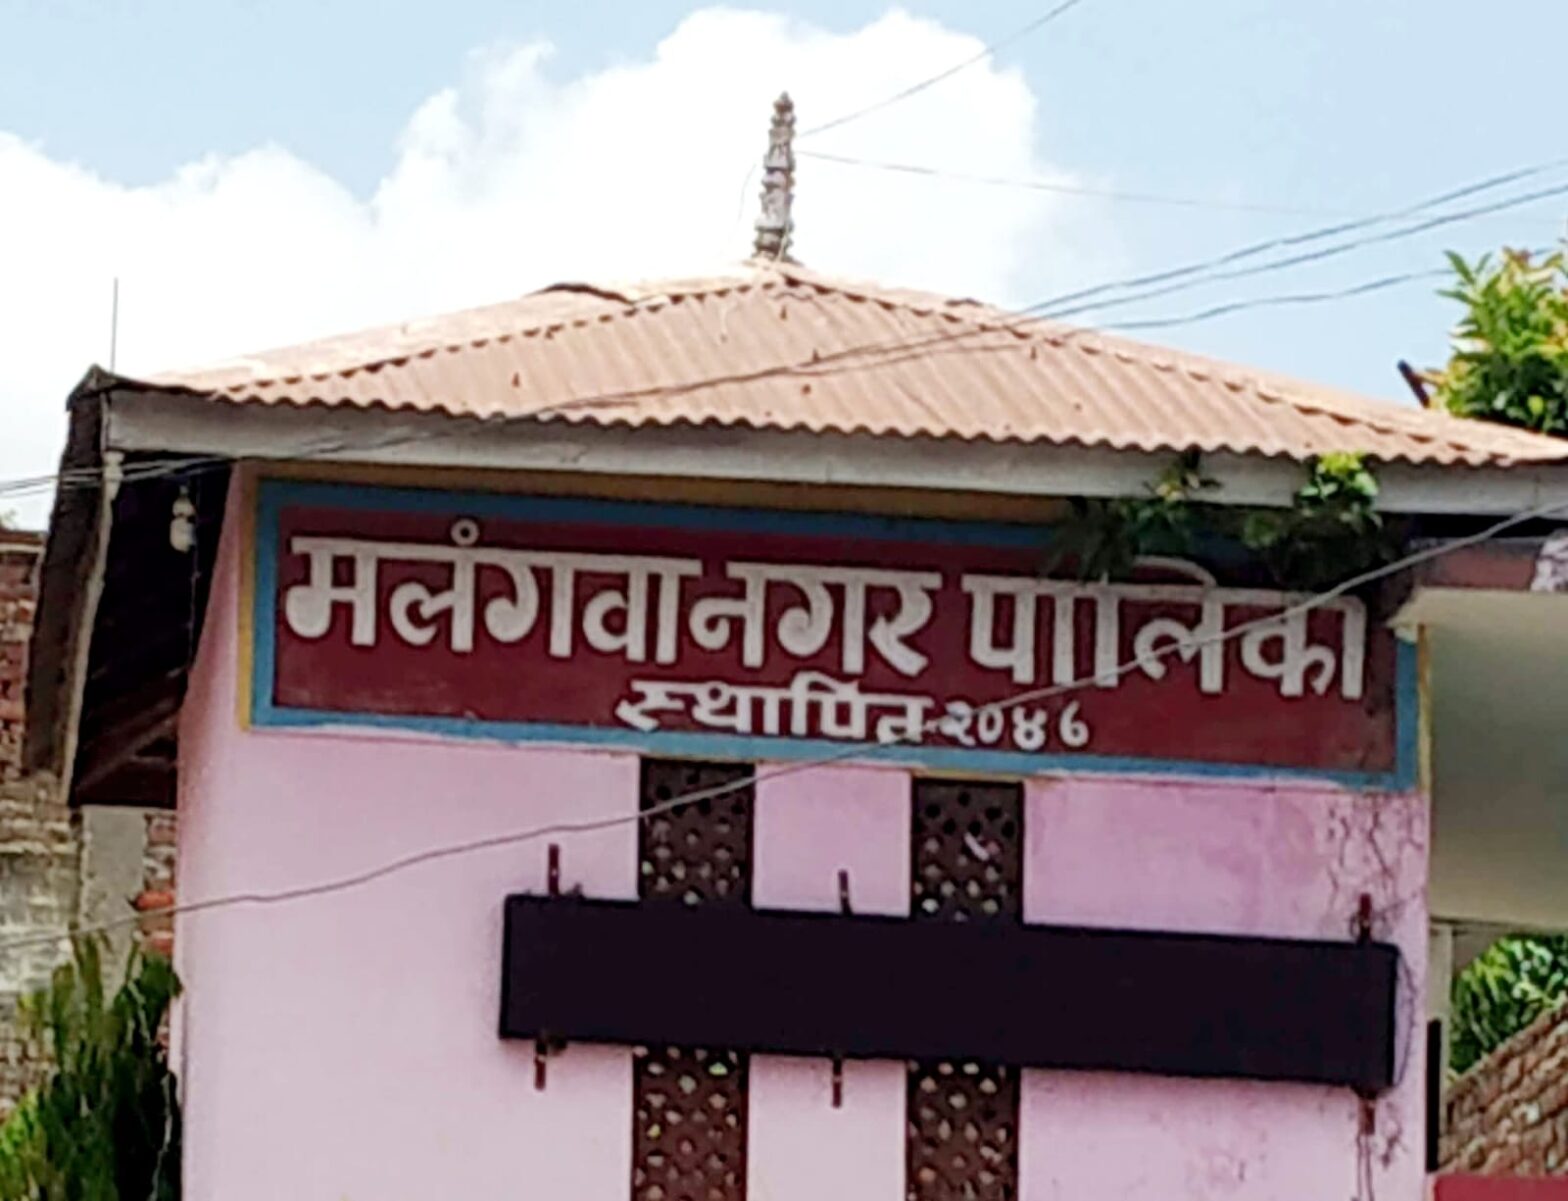 मलंगवा नगर पालिका
स्थापित २०४६